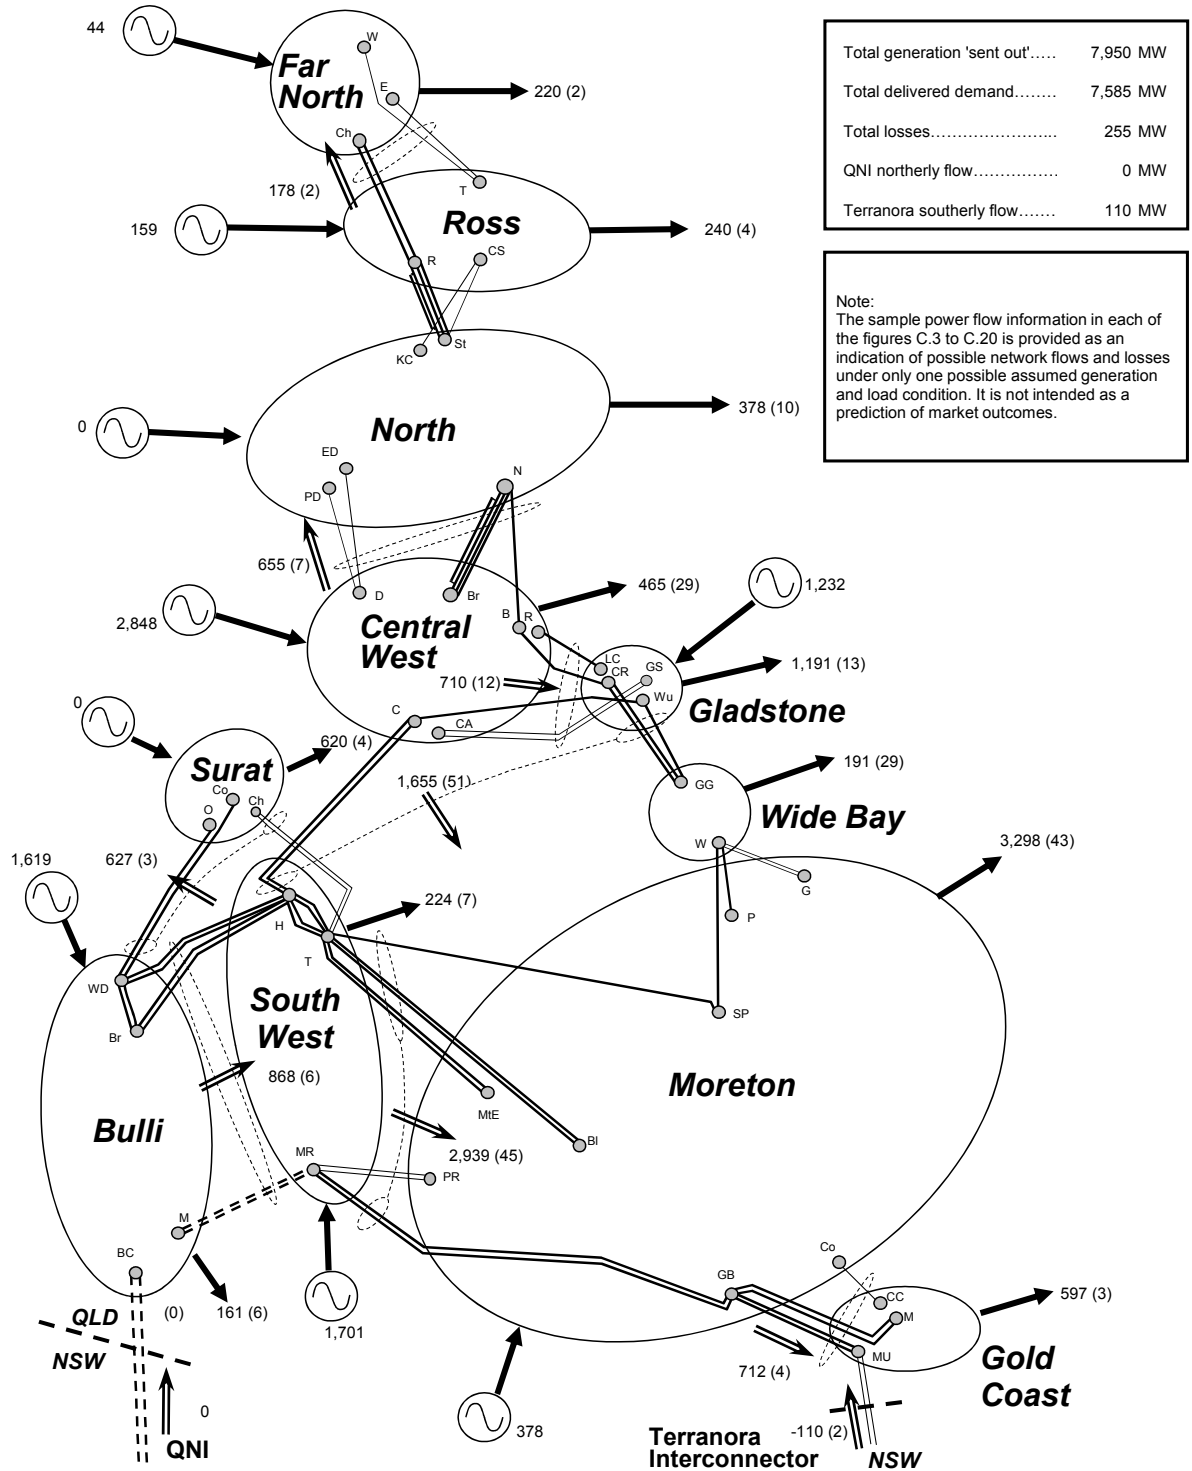 44
W
Far
North
E
220 (2)
Ch
178 (2)
T
159
Ross
240 (4)
R
CS
KC
St
0
North
378 (10)
ED
N
PD
655 (7)
D
Br
465 (29)
1,232
2,848
Central
West
B
R
LC
CR
GS
1,191 (13)
710 (12)
Wu
Gladstone
C
CA
0
620 (4)
Surat
1,655 (51)
191 (29)
Co
Ch
GG
Wide Bay
O
W
3,298 (43)
1,619
627 (3)
G
224 (7)
P
H
T
WD
South
West
SP
Br
868 (6)
Moreton
MtE
Bulli
2,939 (45)
BI
MR
PR
M
BC
Co
GB
CC
597 (3)
QLD
(0)
161 (6)
M
1,701
NSW
MU
Gold
Coast
712 (4)
0
378
-110 (2)
QNI
Terranora
Interconnector
NSW
Total generation 'sent out'..... 7,950 MW
Total delivered demand........ 7,585 MW
Total losses........................ 255 MW
QNI northerly flow................ 0 MW
Terranora southerly flow....... 110 MW
Note:
The sample power flow information in each of
the figures C.3 to C.20 is provided as an
indication of possible network flows and losses
under only one possible assumed generation
and load condition. It is not intended as a
prediction of market outcomes.